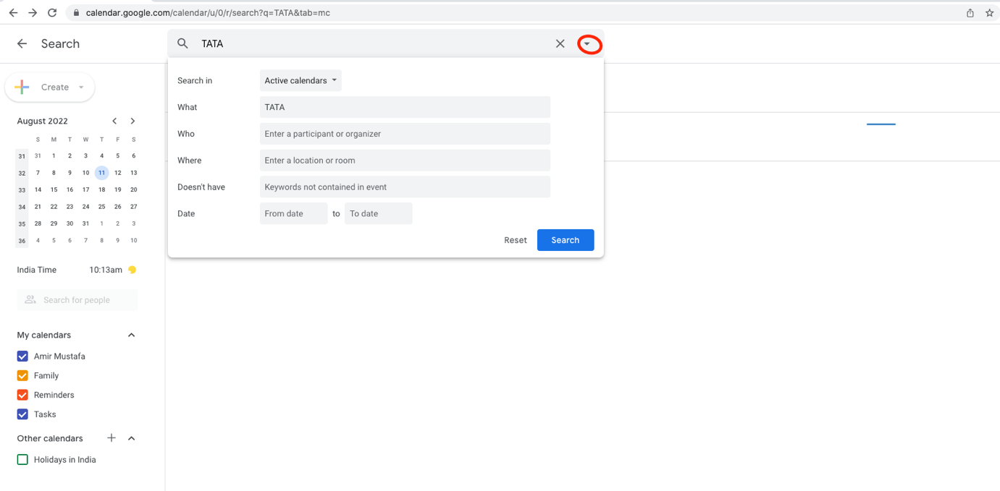 calendar.google.com/calendar/u/0/r/search?q=TATA&tab=mc
Search
TATA
Search in Active calendars
What TATA
Who Enter a participant or organizer
Where Enter a location or room
Doesn't have Keywords not contained in event
Date From date to To date
Reset Search
Create
August 2022
S M T W T F S
31 31 1 2 3 4 5 6
32 7 8 9 10 11 12 13
33 14 15 16 17 18 19 20
34 21 22 23 24 25 26 27
35 28 29 30 31 1 2 3
36 4 5 6 7 8 9 10
India Time 10:13am
Search for people
My calendars
Amir Mustafa
Family
Reminders
Tasks
Other calendars
Holidays in India